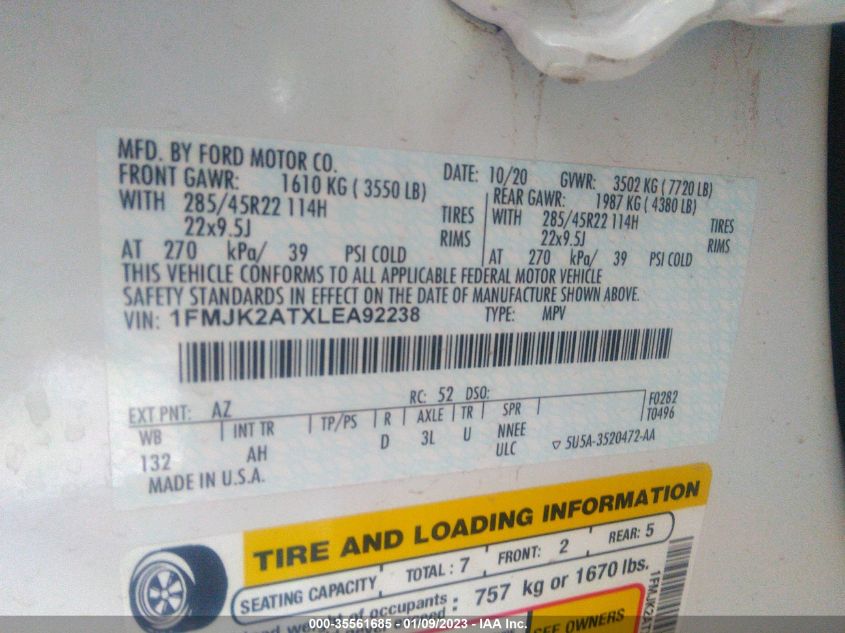 MFD. BY FORD MOTOR CO.
DATE: 10/20 GVWR: 3502 KG ( 7720 LB)
FRONT GAWR: 1610 KG ( 3550 LB)
REAR GAWR: 1987 KG ( 4380 LB)
WITH 285/45R22 114H TIRES
22x9.5J RIMS
WITH 285/45R22 114H TIRES
22x9.5J RIMS
AT 270 kPa/ 39 PSI COLD
AT 270 kPa/ 39 PSI COLD
THIS VEHICLE CONFORMS TO ALL APPLICABLE FEDERAL MOTOR VEHICLE
SAFETY STANDARDS IN EFFECT ON THE DATE OF MANUFACTURE SHOWN ABOVE.
VIN: 1FMJK2ATXLEA92238 TYPE: MPV
EXT PNT: AZ RC: 52 DSO: F0282
T0496
WB INT TR TP/PS R AXLE TR SPR
132 AH D 3L U NNEE
ULC ▽ 5U5A-3520472-AA
MADE IN U.S.A.
TIRE AND LOADING INFORMATION
SEATING CAPACITY TOTAL : 7 FRONT: 2 REAR: 5
of occupants : 757 kg or 1670 lbs.
SEE OWNERS
1FMJK2AT
000-35561685 - 01/09/2023 - IAA Inc.